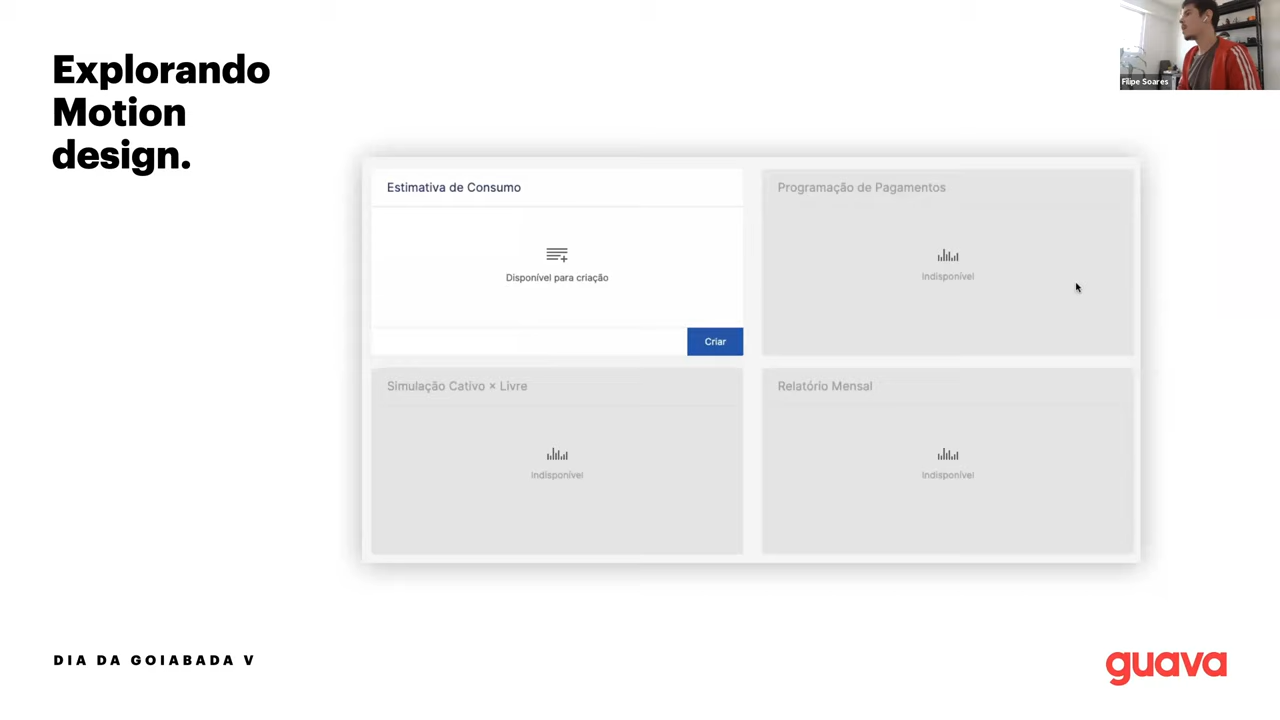 Explorando
Motion
design.
Filipe Soares
Estimativa de Consumo
Disponível para criação
Criar
Programação de Pagamentos
Indisponível
Simulação Cativo × Livre
Indisponível
Relatório Mensal
Indisponível
DIA DA GOIABADA V
guava